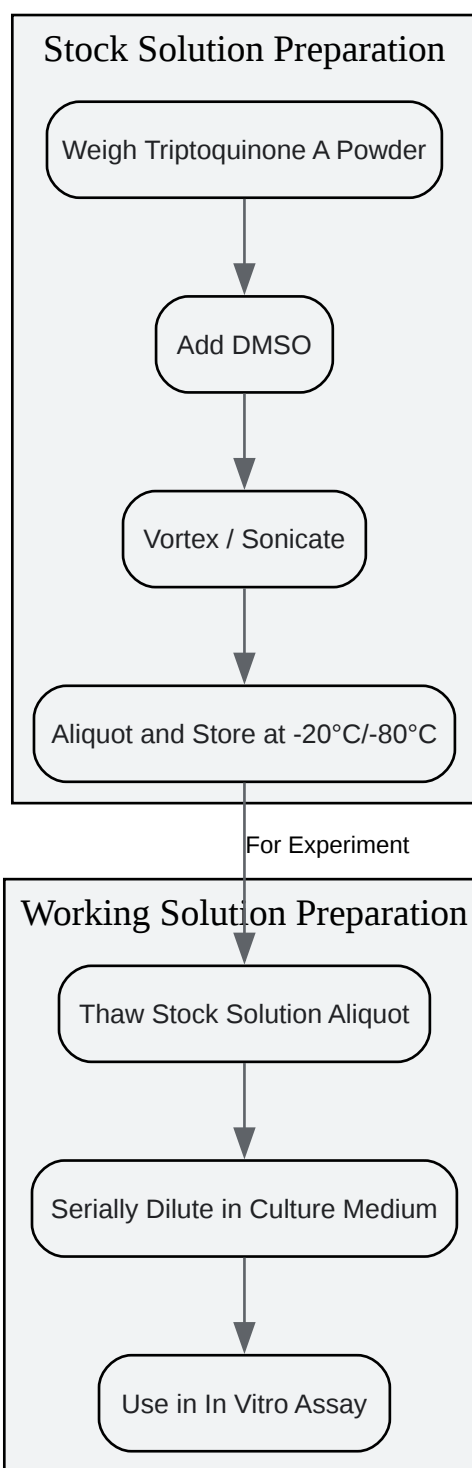 Stock Solution Preparation
Weigh Triptoquinone A Powder
Add DMSO
Vortex / Sonicate
Aliquot and Store at -20°C/-80°C
For Experiment
Working Solution Preparation
Thaw Stock Solution Aliquot
Serially Dilute in Culture Medium
Use in In Vitro Assay